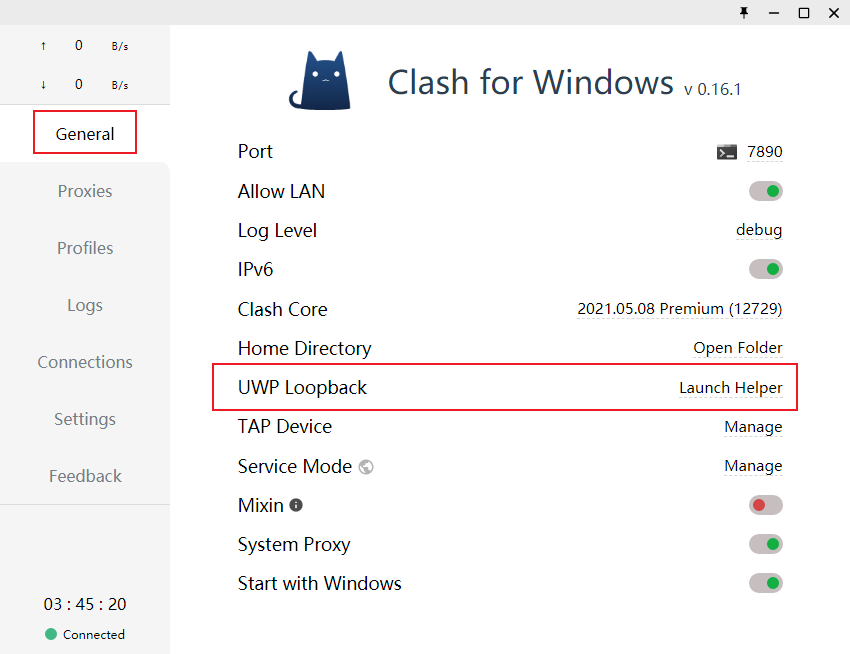 ↑ 0 B/s
↓ 0 B/s
General
Proxies
Profiles
Logs
Connections
Settings
Feedback
03 : 45 : 20
Connected
Clash for Windows v 0.16.1
Port 7890
Allow LAN
Log Level debug
IPv6
Clash Core 2021.05.08 Premium (12729)
Home Directory Open Folder
UWP Loopback Launch Helper
TAP Device Manage
Service Mode Manage
Mixin
System Proxy
Start with Windows